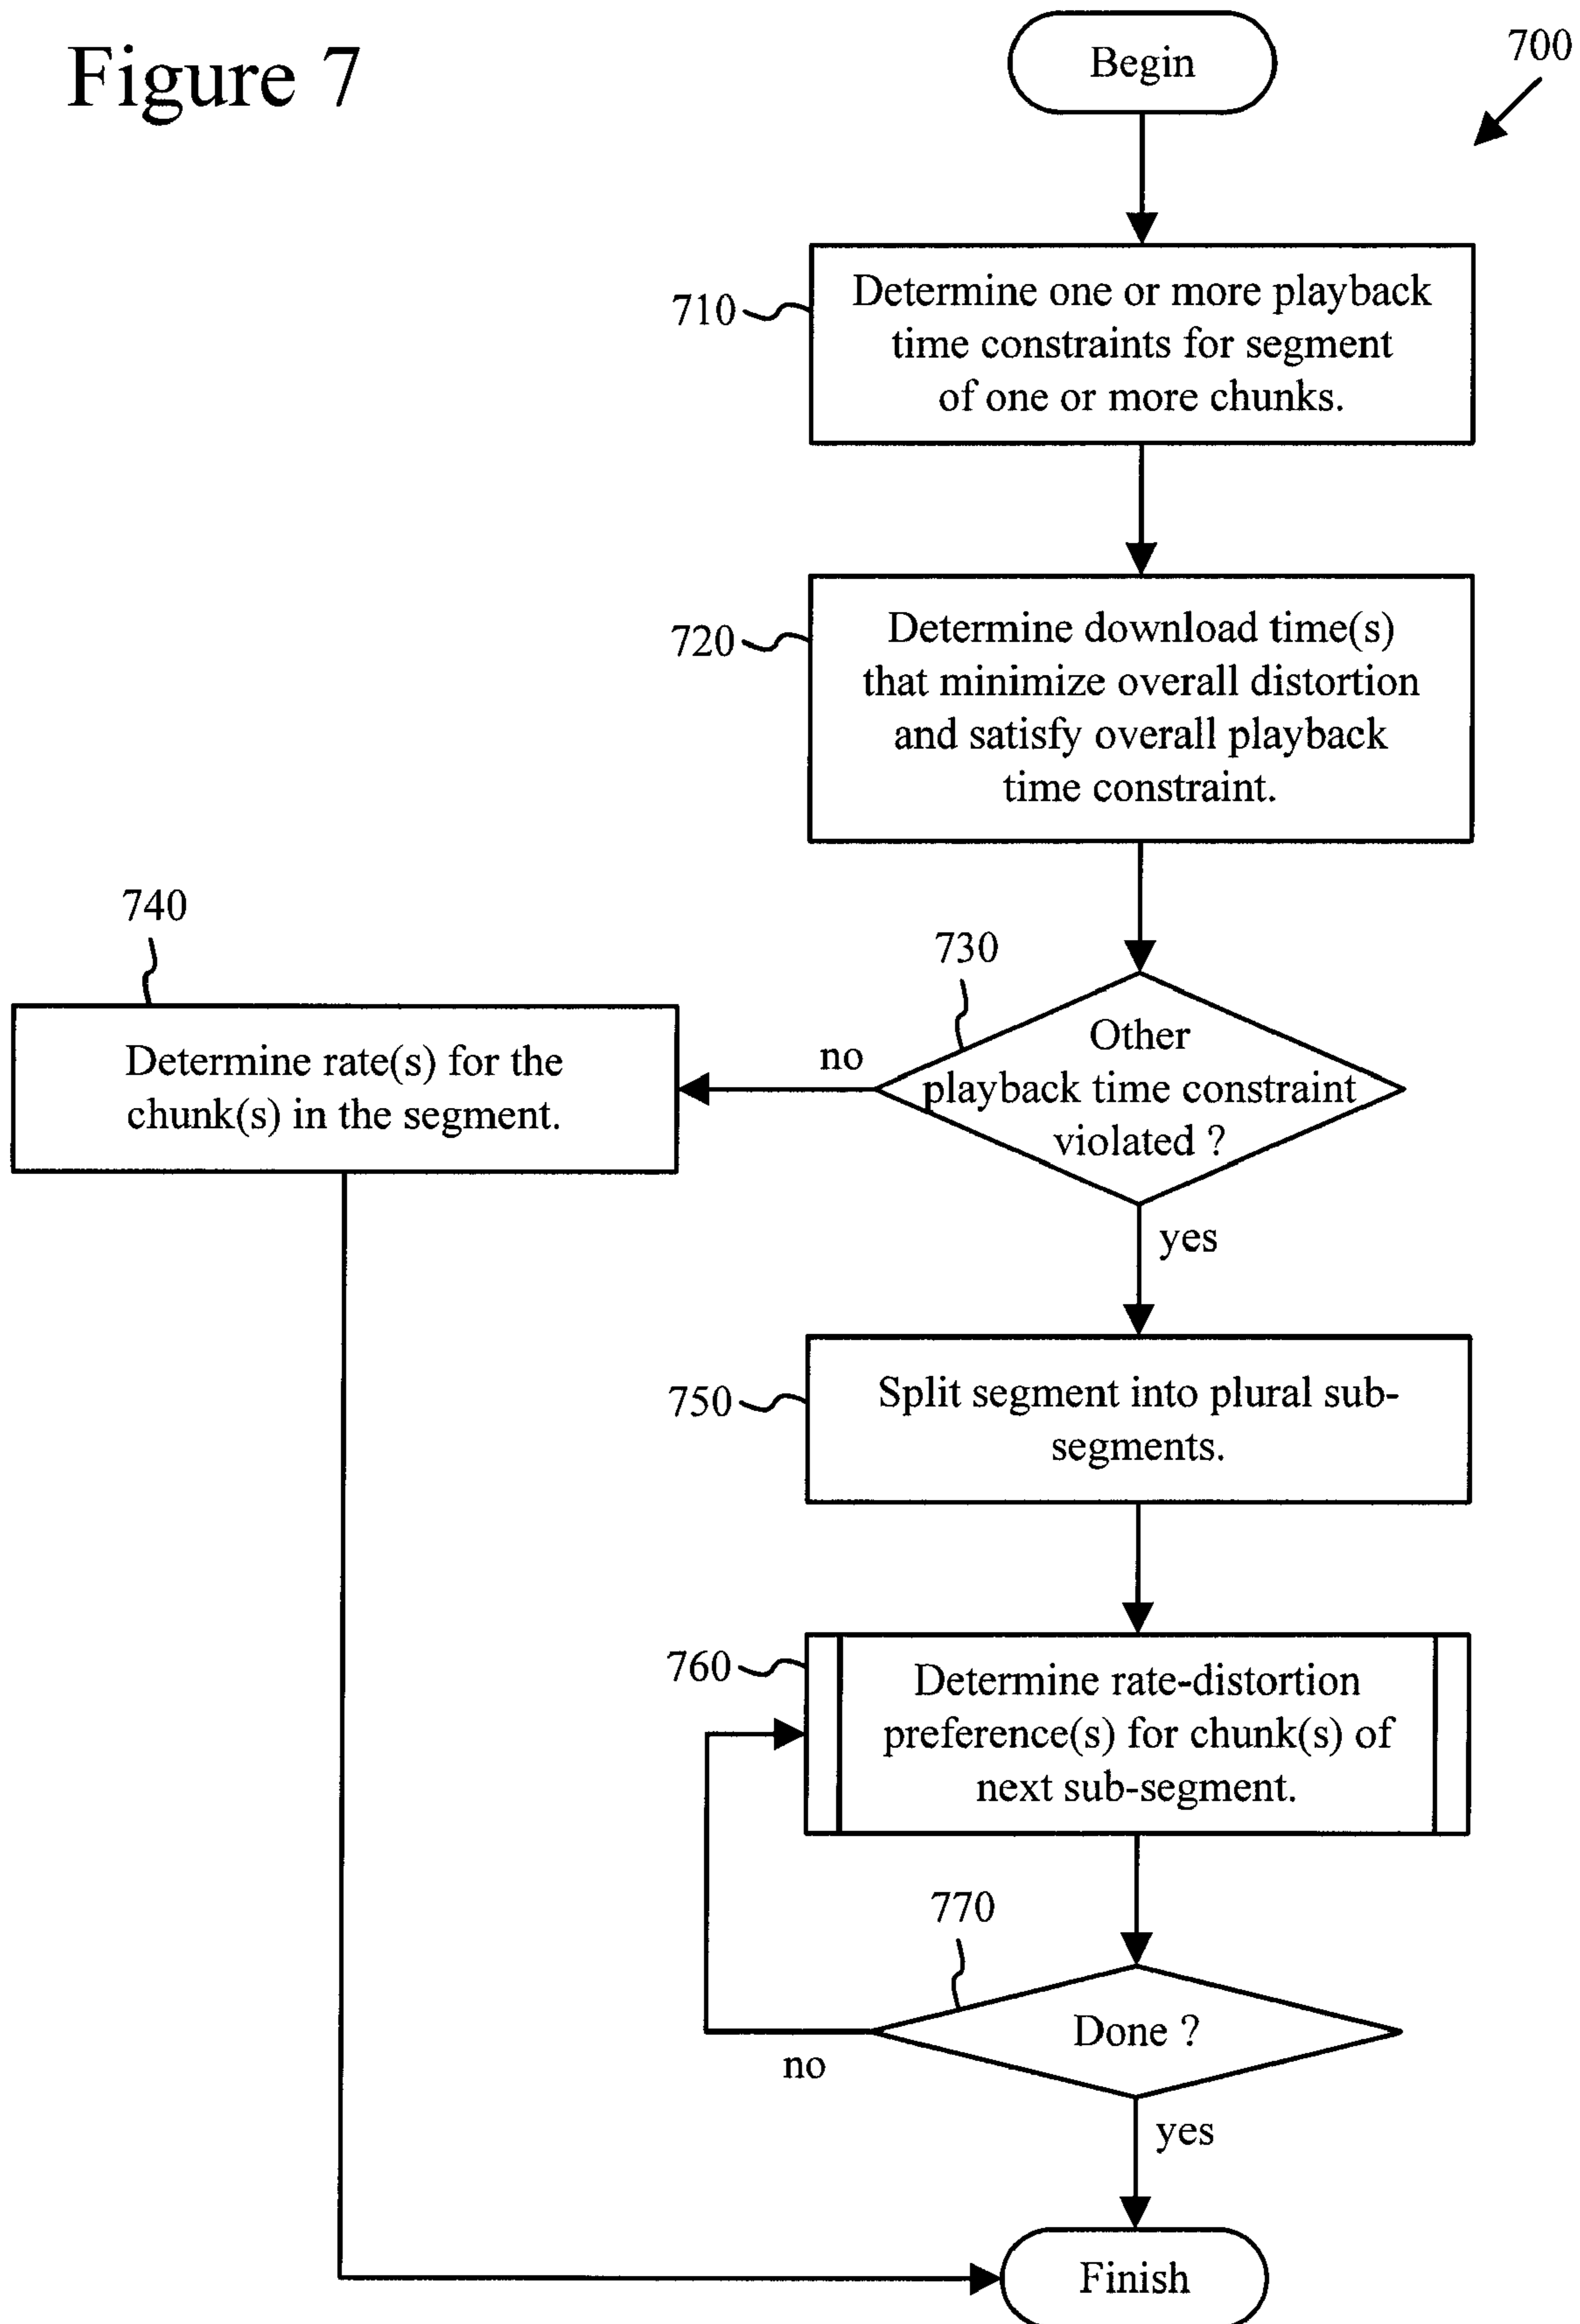 Figure 7
Begin
700
710
Determine one or more playback
time constraints for segment
of one or more chunks.
720
Determine download time(s)
that minimize overall distortion
and satisfy overall playback
time constraint.
730
Other
playback time constraint
violated ?
no
740
Determine rate(s) for the
chunk(s) in the segment.
yes
750
Split segment into plural sub-
segments.
760
Determine rate-distortion
preference(s) for chunk(s) of
next sub-segment.
770
Done ?
no
yes
Finish